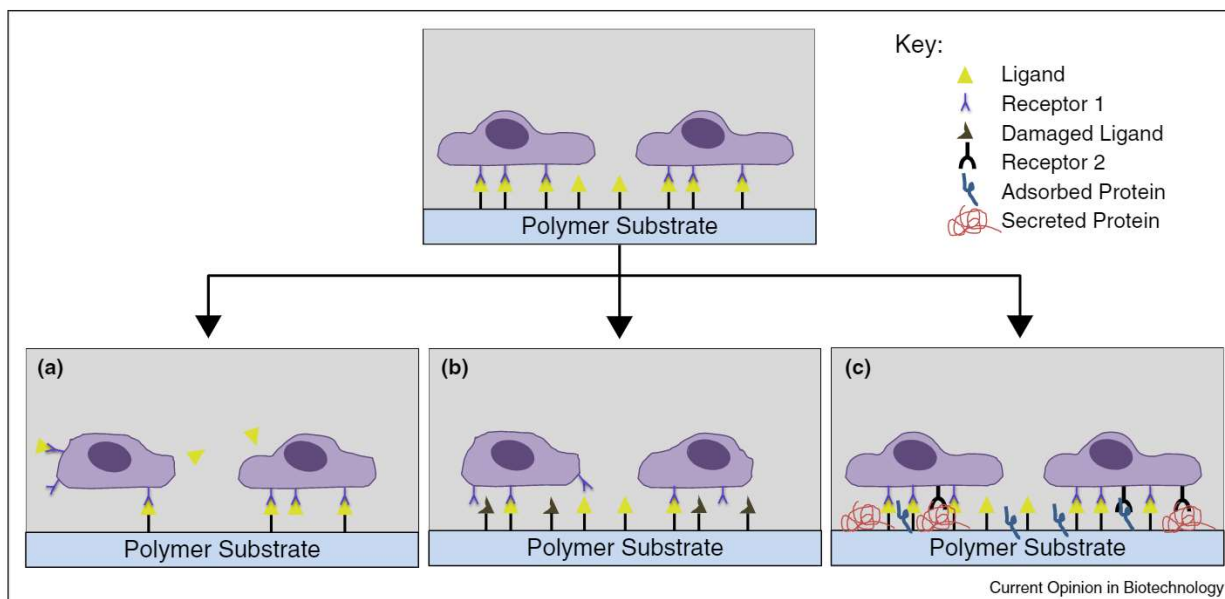 Key:
Ligand
Receptor 1
Damaged Ligand
Receptor 2
Adsorbed Protein
Secreted Protein
Polymer Substrate
(a)
(b)
(c)
Polymer Substrate
Polymer Substrate
Polymer Substrate
Current Opinion in Biotechnology